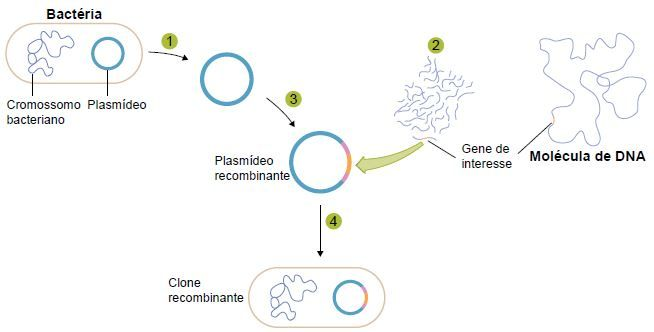 Bactéria
1
2
Cromossomo
bacteriano
Plasmídeo
3
Gene de
interesse
Molécula de DNA
Plasmídeo
recombinante
4
Clone
recombinante